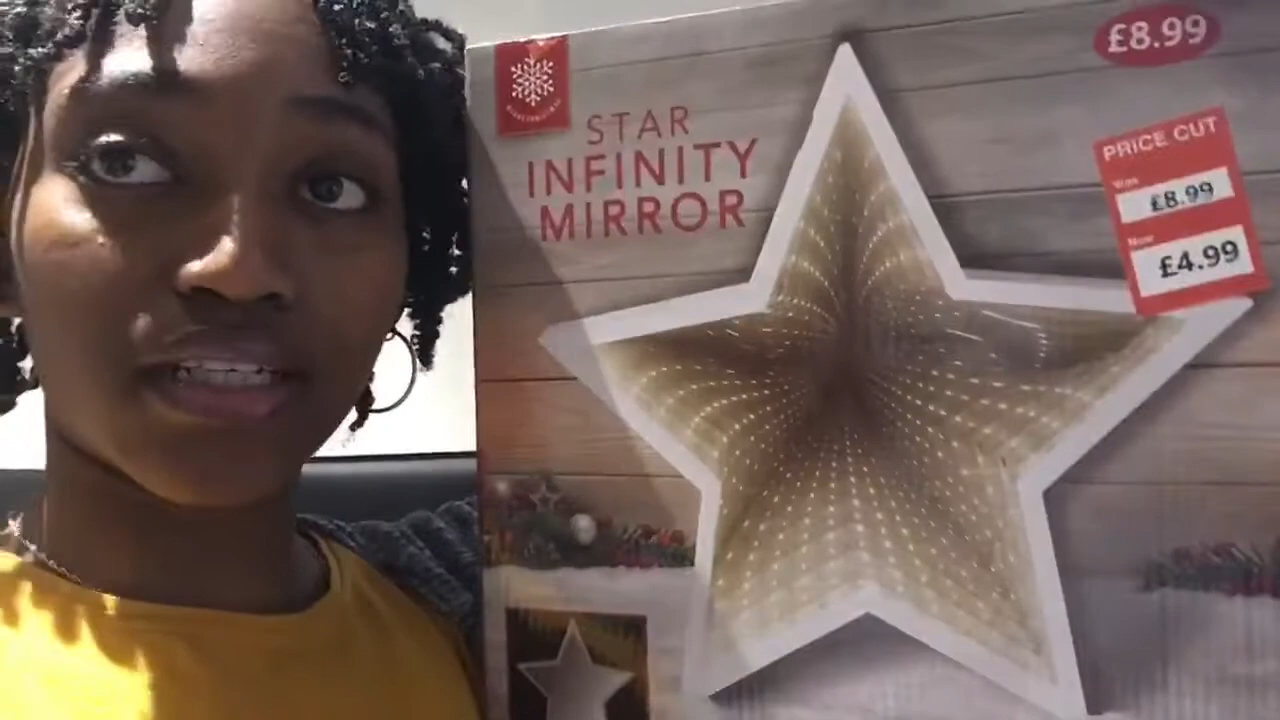 £8.99
STAR
INFINITY
MIRROR
PRICE CUT
Was
£8.99
Now
£4.99